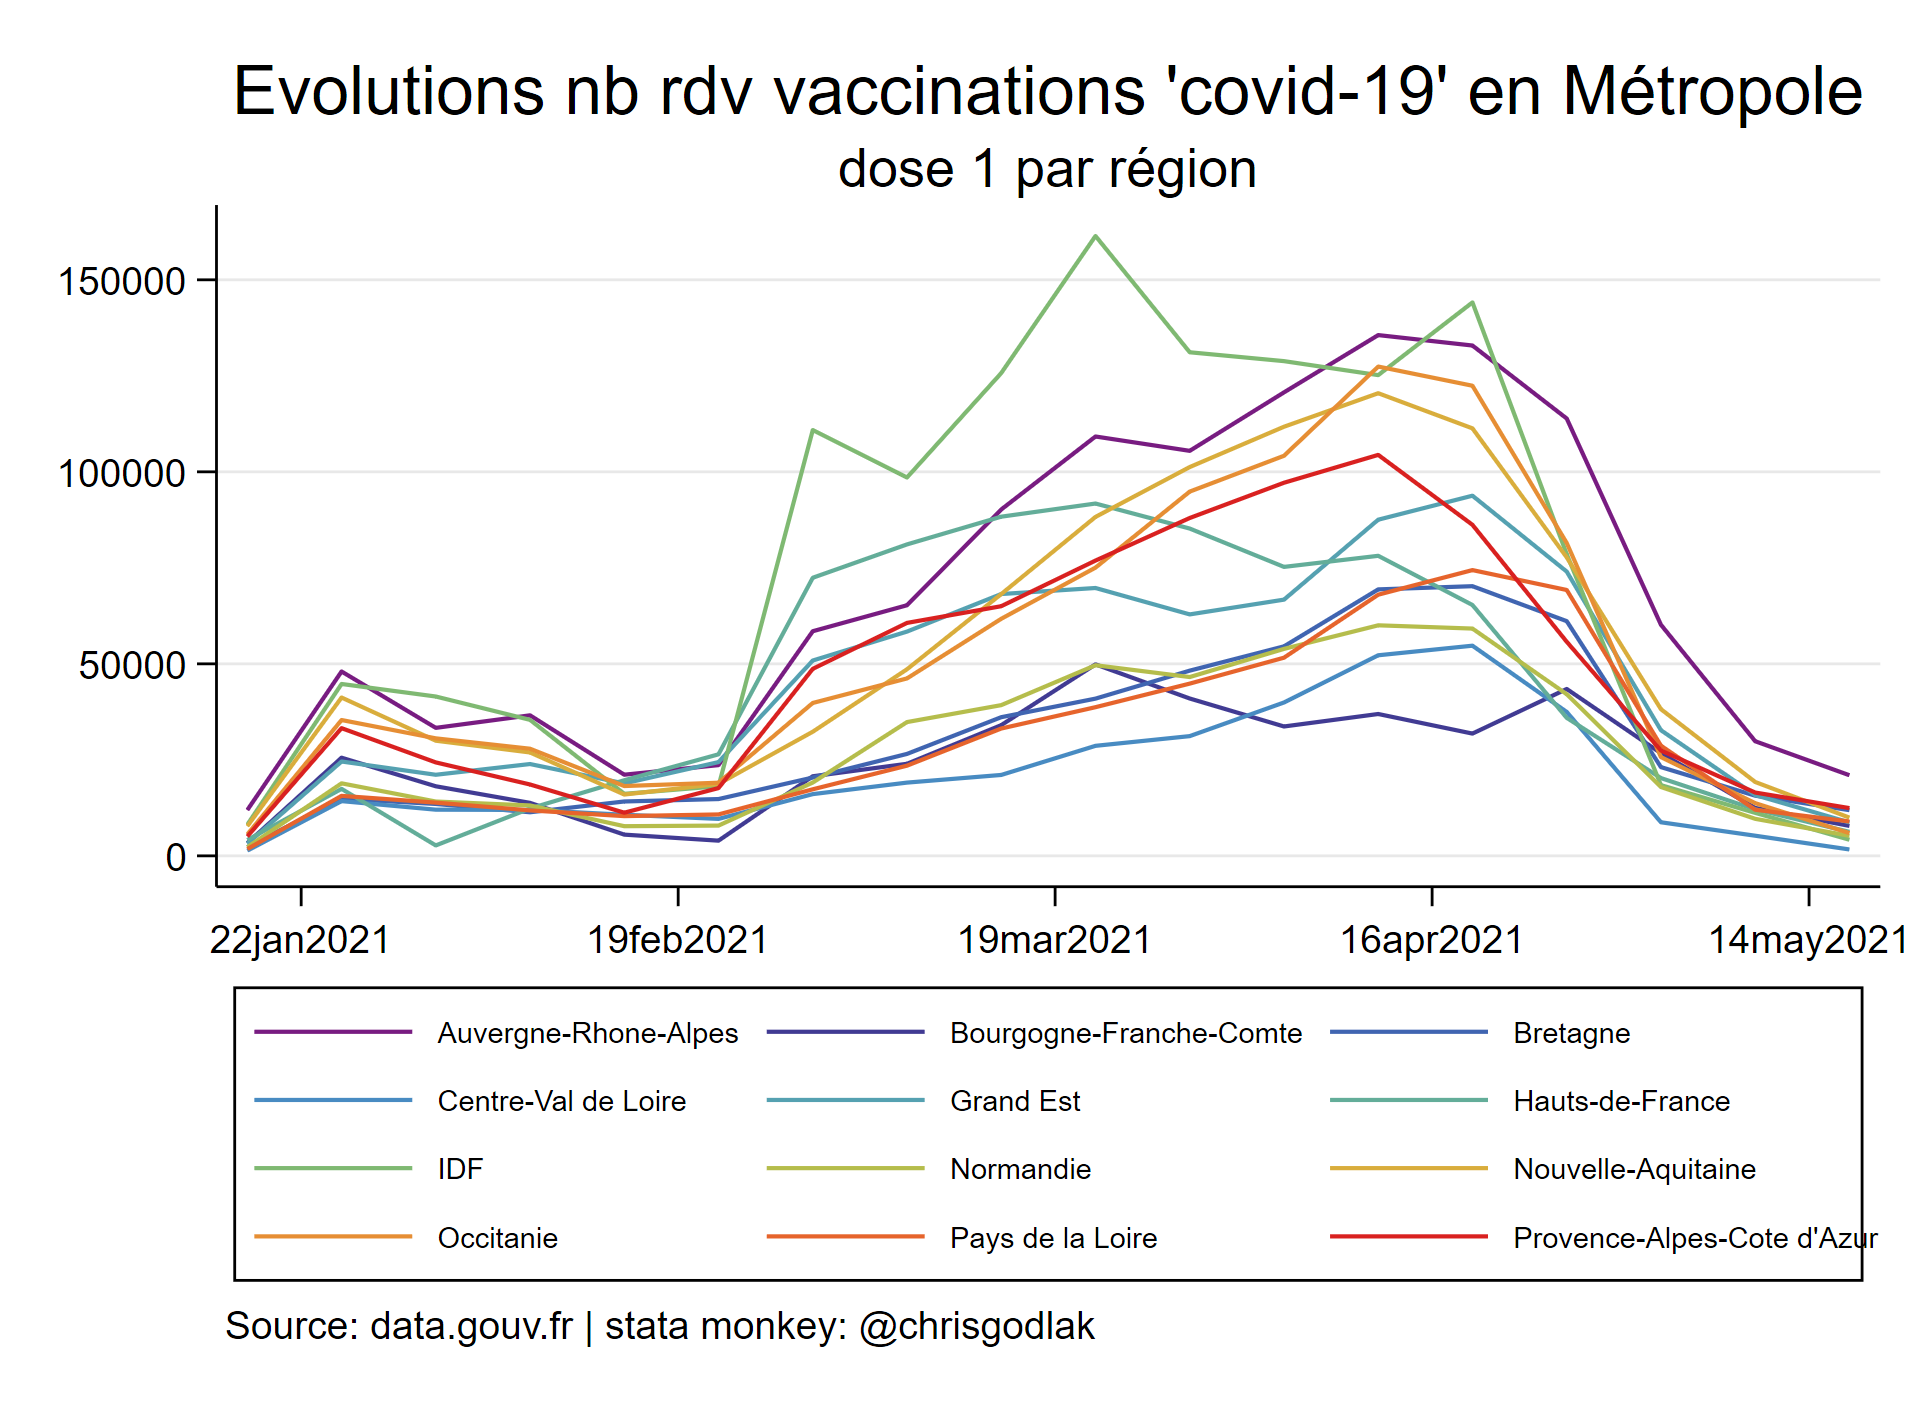 Evolutions nb rdv vaccinations 'covid-19' en Métropole
dose 1 par région
150000
100000
50000
0
22jan2021 19feb2021 19mar2021 16apr2021 14may2021
Auvergne-Rhone-Alpes Bourgogne-Franche-Comte Bretagne
Centre-Val de Loire Grand Est Hauts-de-France
IDF Normandie Nouvelle-Aquitaine
Occitanie Pays de la Loire Provence-Alpes-Cote d'Azur
Source: data.gouv.fr | stata monkey: @chrisgodlak